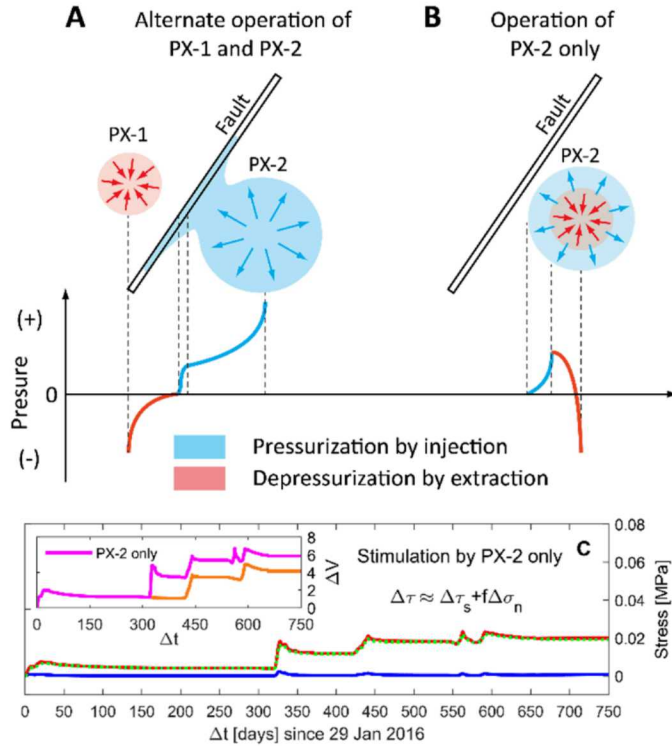 A
Alternate operation of
PX-1 and PX-2
B
Operation of
PX-2 only
Fault
PX-1
PX-2
Fault
PX-2
(+)
Presure
0
(-)
Pressurization by injection
Depressurization by extraction
PX-2 only
8
6
4
2
0
ΔV
0 150 300 450 600 750
Δt
Stimulation by PX-2 only
C
Δτ ≈ Δτs+fΔσn
0.08
0.06
0.04
0.02
0
Stress [MPa]
0 50 100 150 200 250 300 350 400 450 500 550 600 650 700 750
Δt [days] since 29 Jan 2016